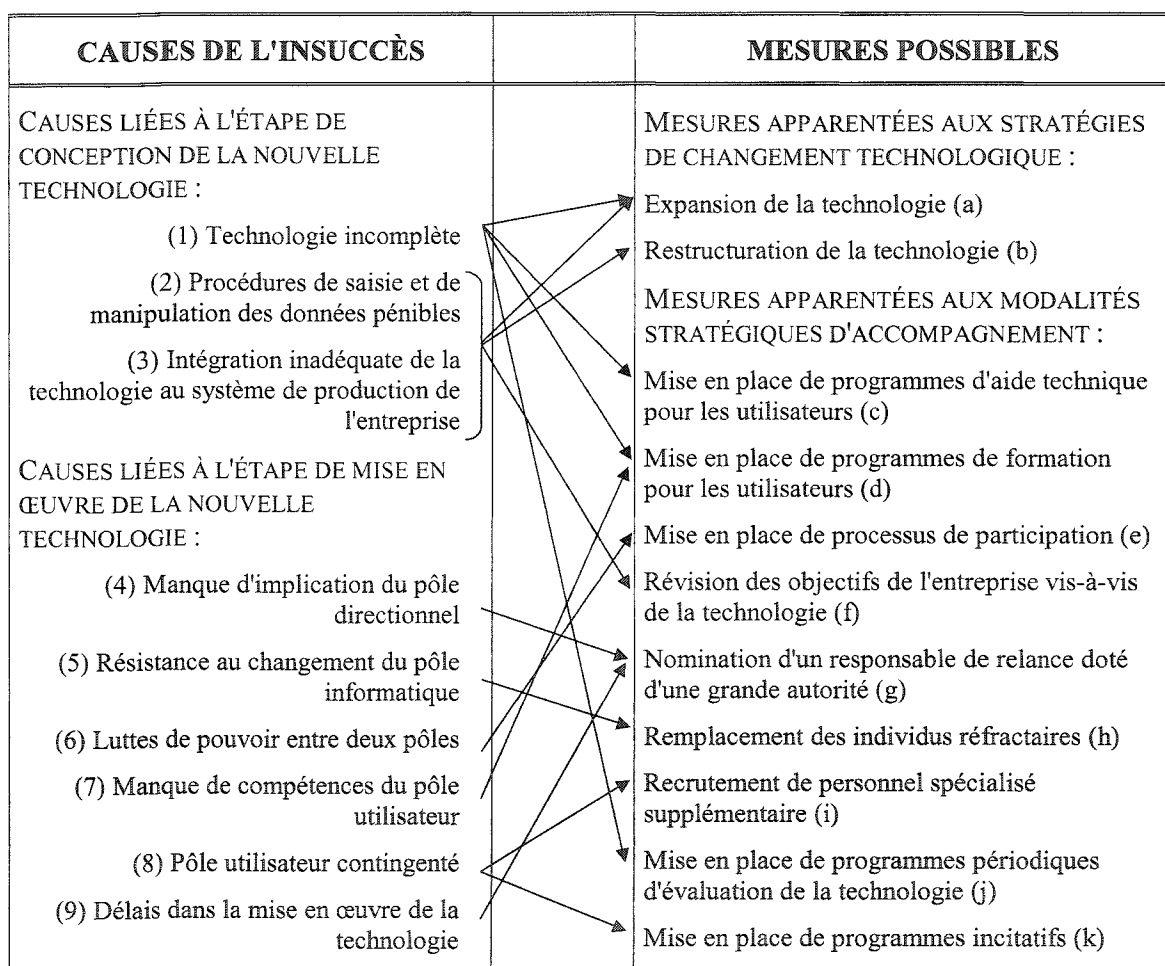 CAUSES DE L'INSUCCÈS
CAUSES LIÉES À L'ÉTAPE DE
CONCEPTION DE LA NOUVELLE
TECHNOLOGIE :
(1) Technologie incomplète
(2) Procédures de saisie et de
manipulation des données pénibles
(3) Intégration inadéquate de la
technologie au système de production de
l'entreprise
CAUSES LIÉES À L'ÉTAPE DE MISE EN
ŒUVRE DE LA NOUVELLE
TECHNOLOGIE :
(4) Manque d'implication du pôle
directionnel
(5) Résistance au changement du pôle
informatique
(6) Luttes de pouvoir entre deux pôles
(7) Manque de compétences du pôle
utilisateur
(8) Pôle utilisateur contingenté
(9) Délais dans la mise en œuvre de la
technologie
MESURES POSSIBLES
MESURES APPARENTÉES AUX STRATÉGIES
DE CHANGEMENT TECHNOLOGIQUE :
Expansion de la technologie (a)
Restructuration de la technologie (b)
MESURES APPARENTÉES AUX MODALITÉS
STRATÉGIQUES D'ACCOMPAGNEMENT :
Mise en place de programmes d'aide technique
pour les utilisateurs (c)
Mise en place de programmes de formation
pour les utilisateurs (d)
Mise en place de processus de participation (e)
Révision des objectifs de l'entreprise vis-à-vis
de la technologie (f)
Nomination d'un responsable de relance doté
d'une grande autorité (g)
Remplacement des individus réfractaires (h)
Recrutement de personnel spécialisé
supplémentaire (i)
Mise en place de programmes périodiques
d'évaluation de la technologie (j)
Mise en place de programmes incitatifs (k)